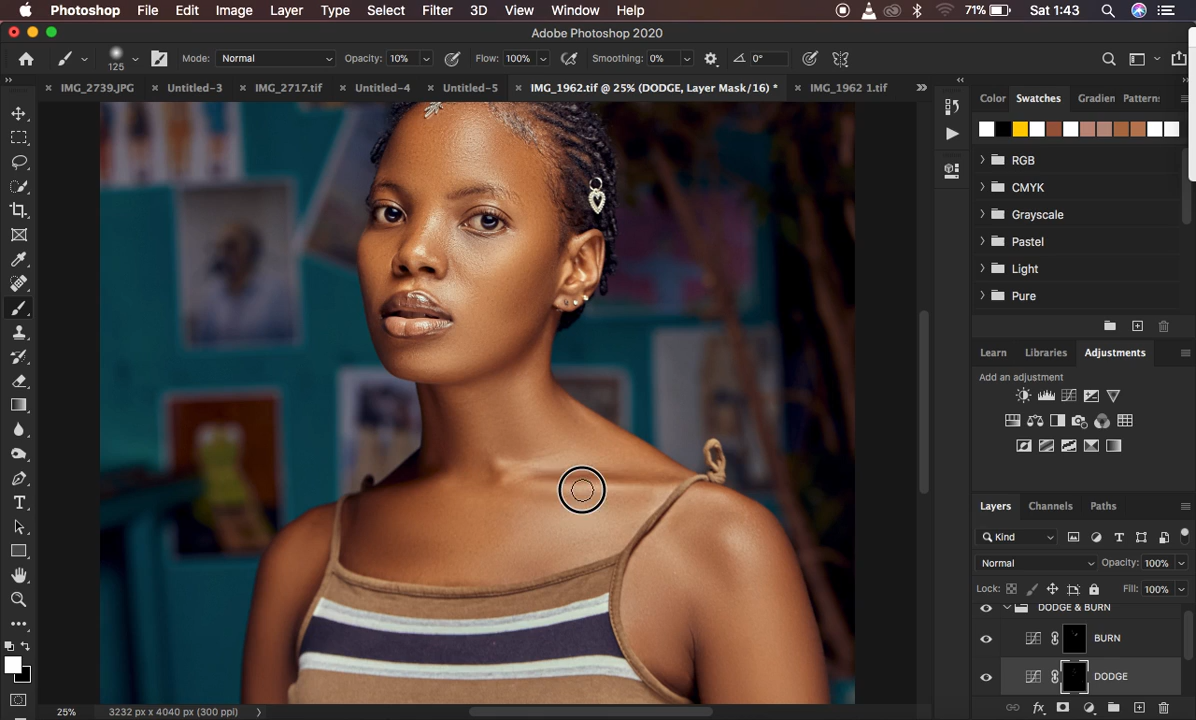 Photoshop File Edit Image Layer Type Select Filter 3D View Window Help 71% Sat 1:43
Adobe Photoshop 2020
125 Mode: Normal Opacity: 10% Flow: 100% Smoothing: 0% 0°
IMG_2739.JPG Untitled-3 IMG_2717.tif Untitled-4 Untitled-5 IMG_1962.tif @ 25% (DODGE, Layer Mask/16) * IMG_1962 1.tif
Color Swatches Gradien Pattern:
RGB
CMYK
Grayscale
Pastel
Light
Pure
Learn Libraries Adjustments
Add an adjustment
Layers Channels Paths
Kind
Normal Opacity: 100%
Lock: Fill: 100%
DODGE & BURN
BURN
DODGE
25% 3232 px x 4040 px (300 ppi)